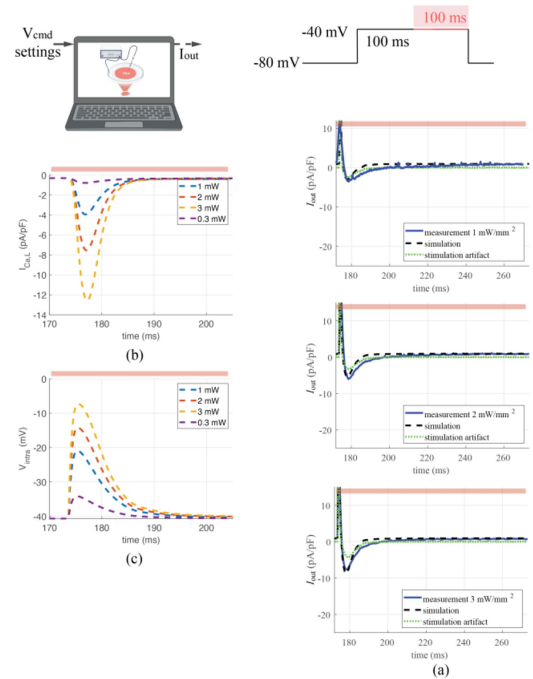 Vcmd
settings
Iout
100 ms
-40 mV
100 ms
-80 mV
0
-2
-4
-6
-8
-10
-12
-14
ICa,L (pA/pF)
1 mW
2 mW
3 mW
0.3 mW
170 180 190 200
time (ms)
(b)
0
-10
-20
-30
-40
Vintra (mV)
1 mW
2 mW
3 mW
0.3 mW
170 180 190 200
time (ms)
(c)
10
0
-10
-20
Iout (pA/pF)
measurement 1 mW/mm 2
simulation
stimulation artifact
180 200 220 240 260
time (ms)
10
0
-10
-20
Iout (pA/pF)
measurement 2 mW/mm 2
simulation
stimulation artifact
180 200 220 240 260
time (ms)
10
0
-10
-20
Iout (pA/pF)
measurement 3 mW/mm 2
simulation
stimulation artifact
180 200 220 240 260
time (ms)
(a)